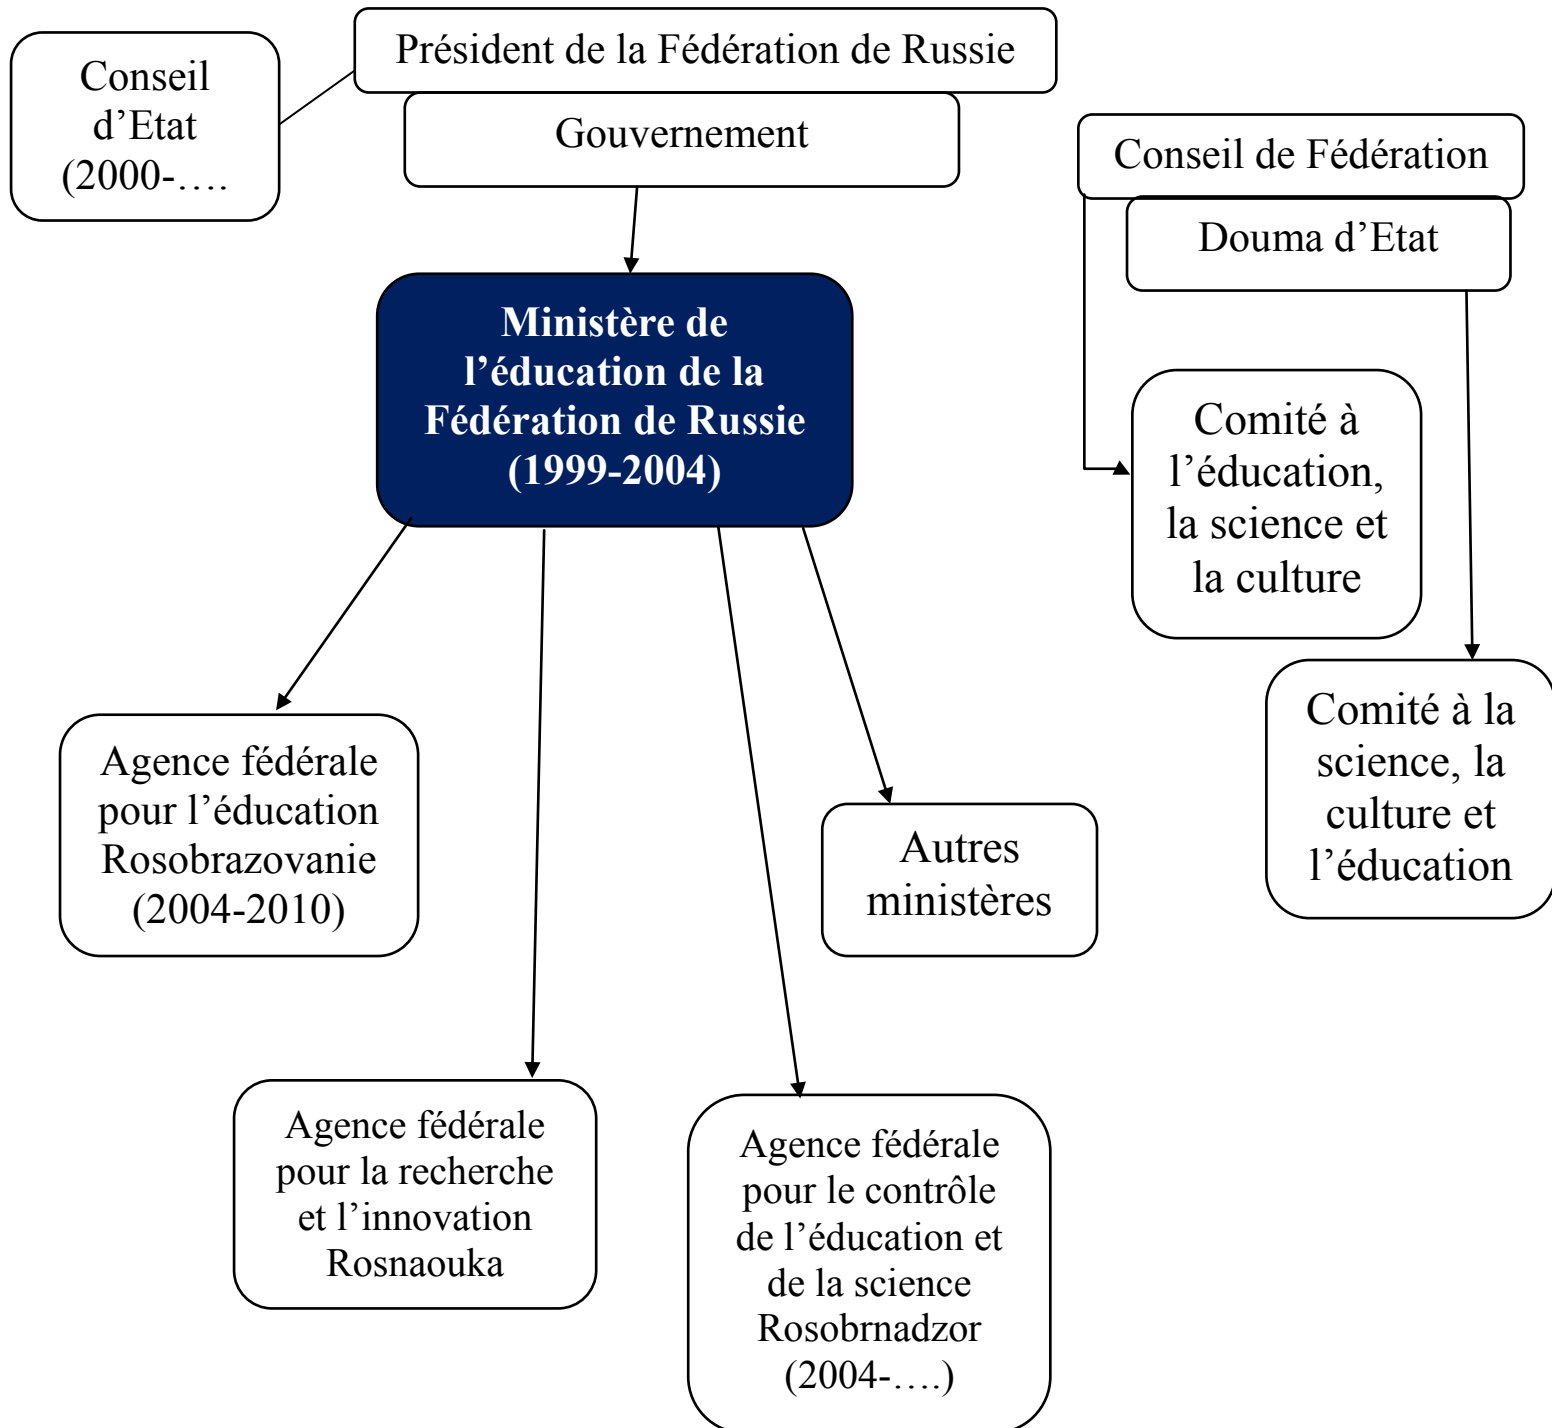 Président de la Fédération de Russie
Conseil
d’Etat
(2000-….
Gouvernement
Conseil de Fédération
Douma d’Etat
Ministère de
l’éducation de la
Fédération de Russie
(1999-2004)
Comité à
l’éducation,
la science et
la culture
Comité à la
science, la
culture et
l’éducation
Agence fédérale
pour l’éducation
Rosobrazovanie
(2004-2010)
Autres
ministères
Agence fédérale
pour la recherche
et l’innovation
Rosnaouka
Agence fédérale
pour le contrôle
de l’éducation et
de la science
Rosobrnadzor
(2004-….)